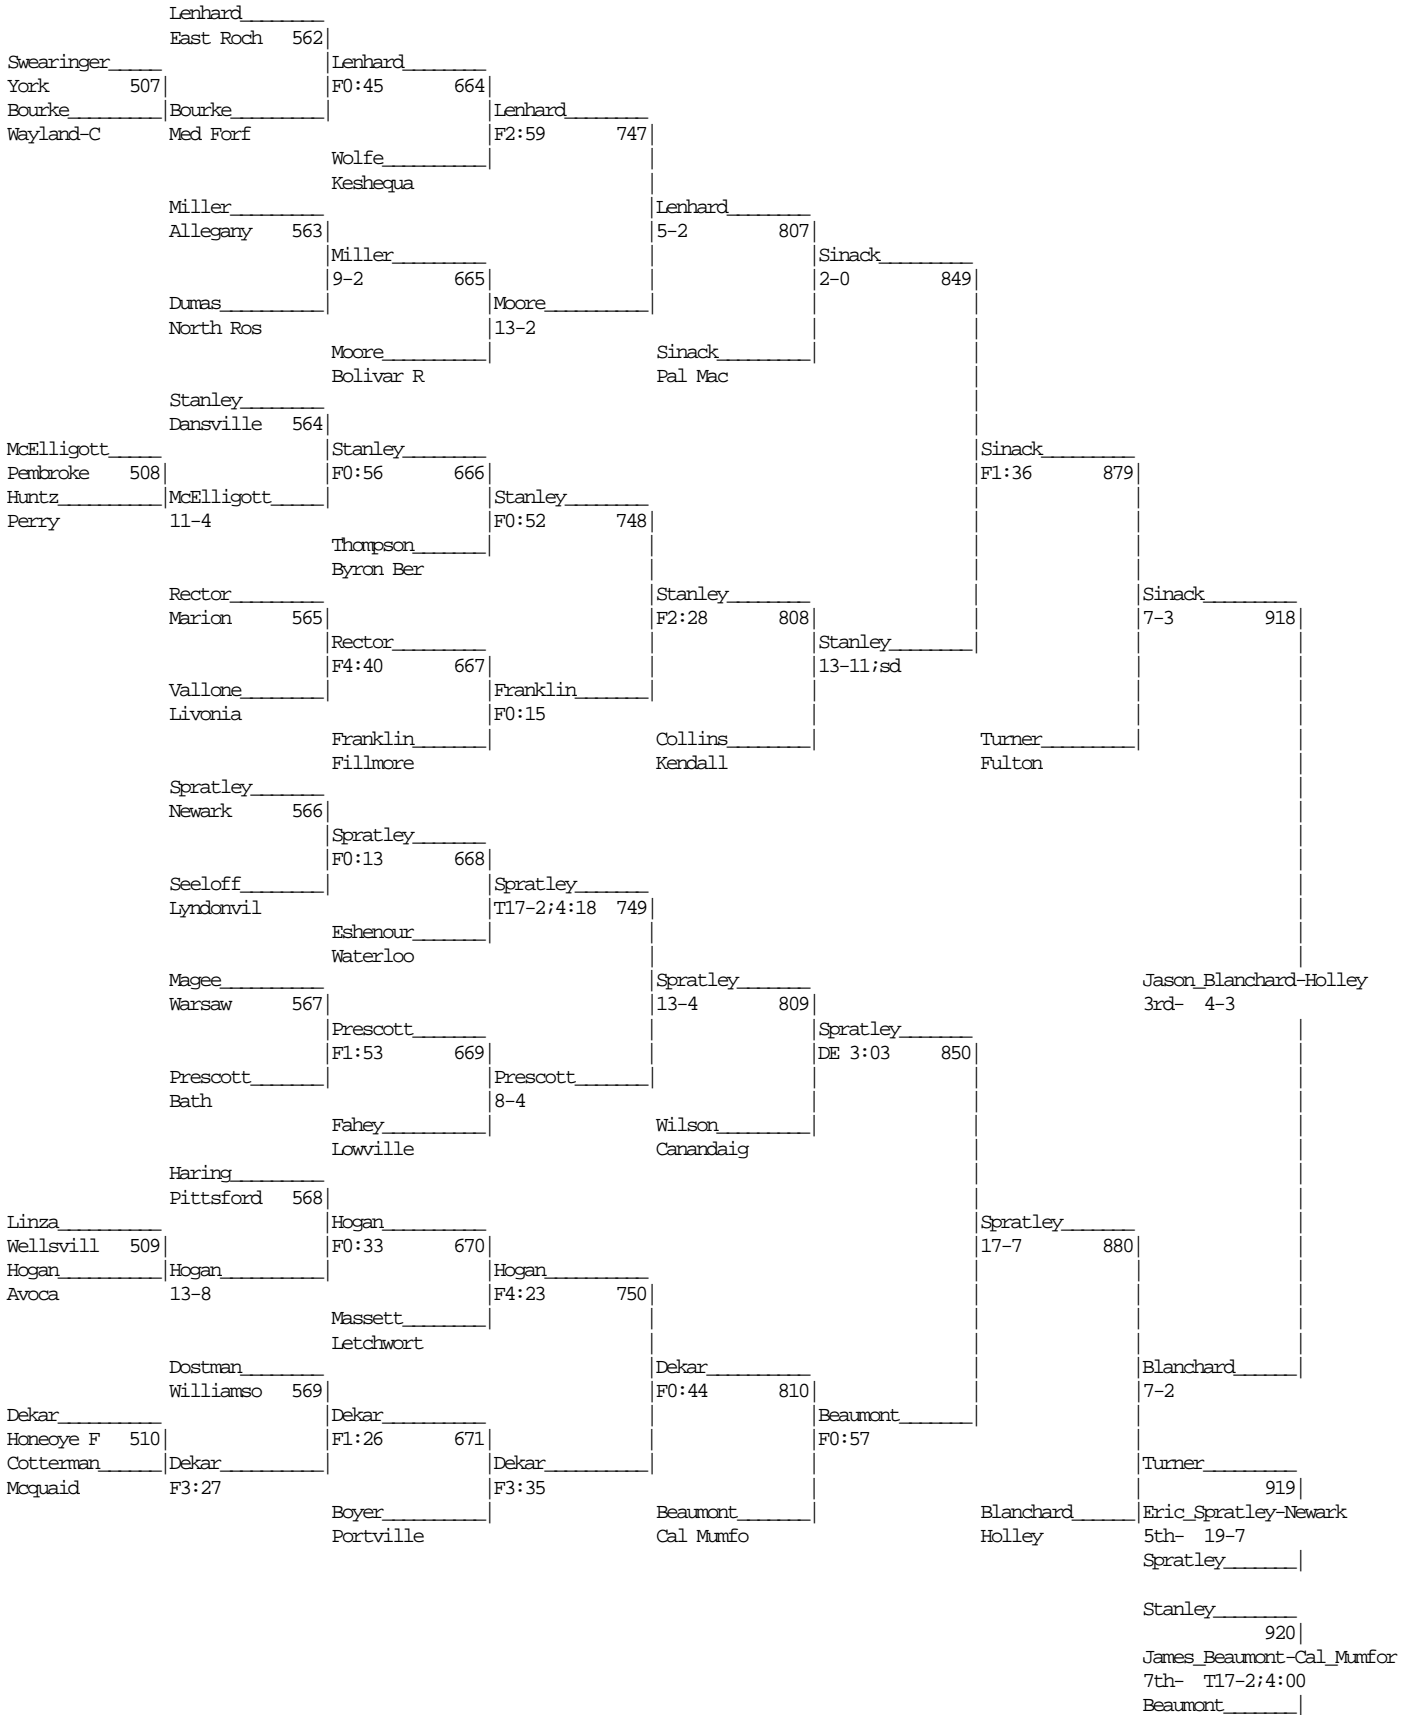 Lenhard
East Roch 562
Swearinger Lenhard
York 507 F0:45 664
Bourke Bourke Lenhard
Wayland-C Med Forf F2:59 747
Wolfe
Keshequa
Miller Lenhard
Allegany 563 5-2 807
Miller Sinack
9-2 665 2-0 849
Dumas Moore
North Ros 13-2
Moore Sinack
Bolivar R Pal Mac
Stanley
Dansville 564
McElligott Stanley Sinack
Pembroke 508 F0:56 666 F1:36 879
Huntz McElligott Stanley
Perry 11-4 F0:52 748
Thompson
Byron Ber
Rector Stanley Sinack
Marion 565 F2:28 808 7-3 918
Rector Stanley
F4:40 667 13-11;sd
Vallone Franklin
Livonia F0:15
Franklin Collins Turner
Fillmore Kendall Fulton
Spratley
Newark 566
Spratley
F0:13 668
Seeloff Spratley
Lyndonvil T17-2;4:18 749
Eshenour
Waterloo
Magee Spratley Jason_Blanchard-Holley
Warsaw 567 13-4 809 3rd- 4-3
Prescott Spratley
F1:53 669 DE 3:03 850
Prescott Prescott
Bath 8-4
Fahey Wilson
Lowville Canandaig
Haring
Pittsford 568
Linza Hogan Spratley
Wellsvill 509 F0:33 670 17-7 880
Hogan Hogan Hogan
Avoca 13-8 F4:23 750
Massett
Letchwort
Dostman Dekar Blanchard
Williamso 569 F0:44 810 7-2
Dekar Dekar Beaumont
Honeoye F 510 F1:26 671 F0:57
Cotterman Dekar Dekar Turner
Mcquaid F3:27 F3:35 919
Boyer Beaumont Blanchard Eric_Spratley-Newark
Portville Cal Mumfo Holley 5th- 19-7
Spratley
Stanley
920
James_Beaumont-Cal_Mumfor
7th- T17-2;4:00
Beaumont